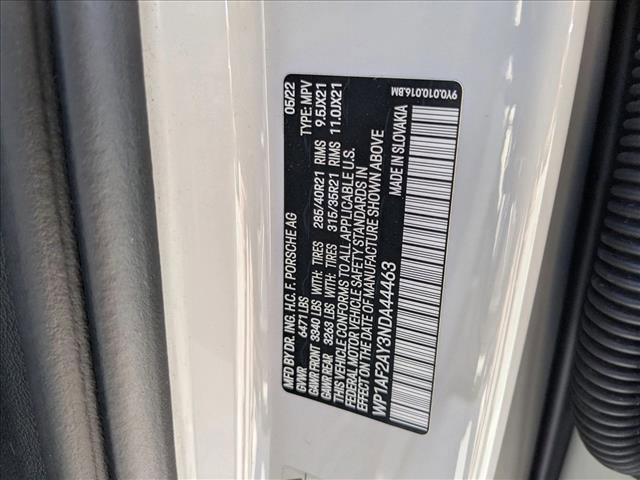 MFD BY DR. ING. H.C. F. PORSCHE AG 05/22
GVWR 6471 LBS TYPE: MPV
GAWR FRONT 3340 LBS WITH: TIRES 285/40R21 RIMS 9.5JX21
GAWR REAR 3263 LBS WITH: TIRES 315/35R21 RIMS 11.0JX21
THIS VEHICLE CONFORMS TO ALL APPLICABLE U.S.
FEDERAL MOTOR VEHICLE SAFETY STANDARDS IN
EFFECT ON THE DATE OF MANUFACTURE SHOWN ABOVE
MADE IN SLOVAKIA
WP1AF2AY3NDA44463
9Y0.010.016.BM